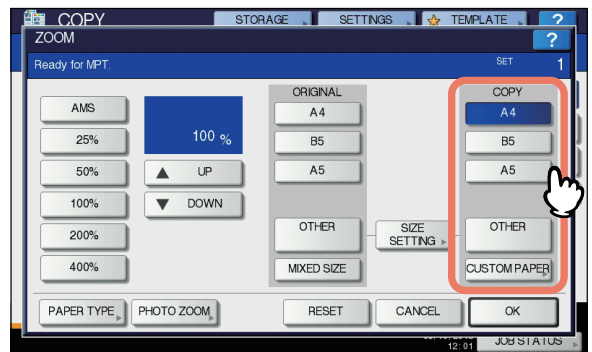 COPY STORAGE SETTINGS TEMPLATE ?
ZOOM ?
Ready for MPT. SET 1
ORIGINAL COPY
AMS A4 A4
25% 100 % B5 B5
50% UP A5 A5
100% DOWN
200% OTHER SIZE SETTING OTHER
400% MIXED SIZE CUSTOM PAPER
PAPER TYPE PHOTO ZOOM RESET CANCEL OK
12:01 JOB STATUS